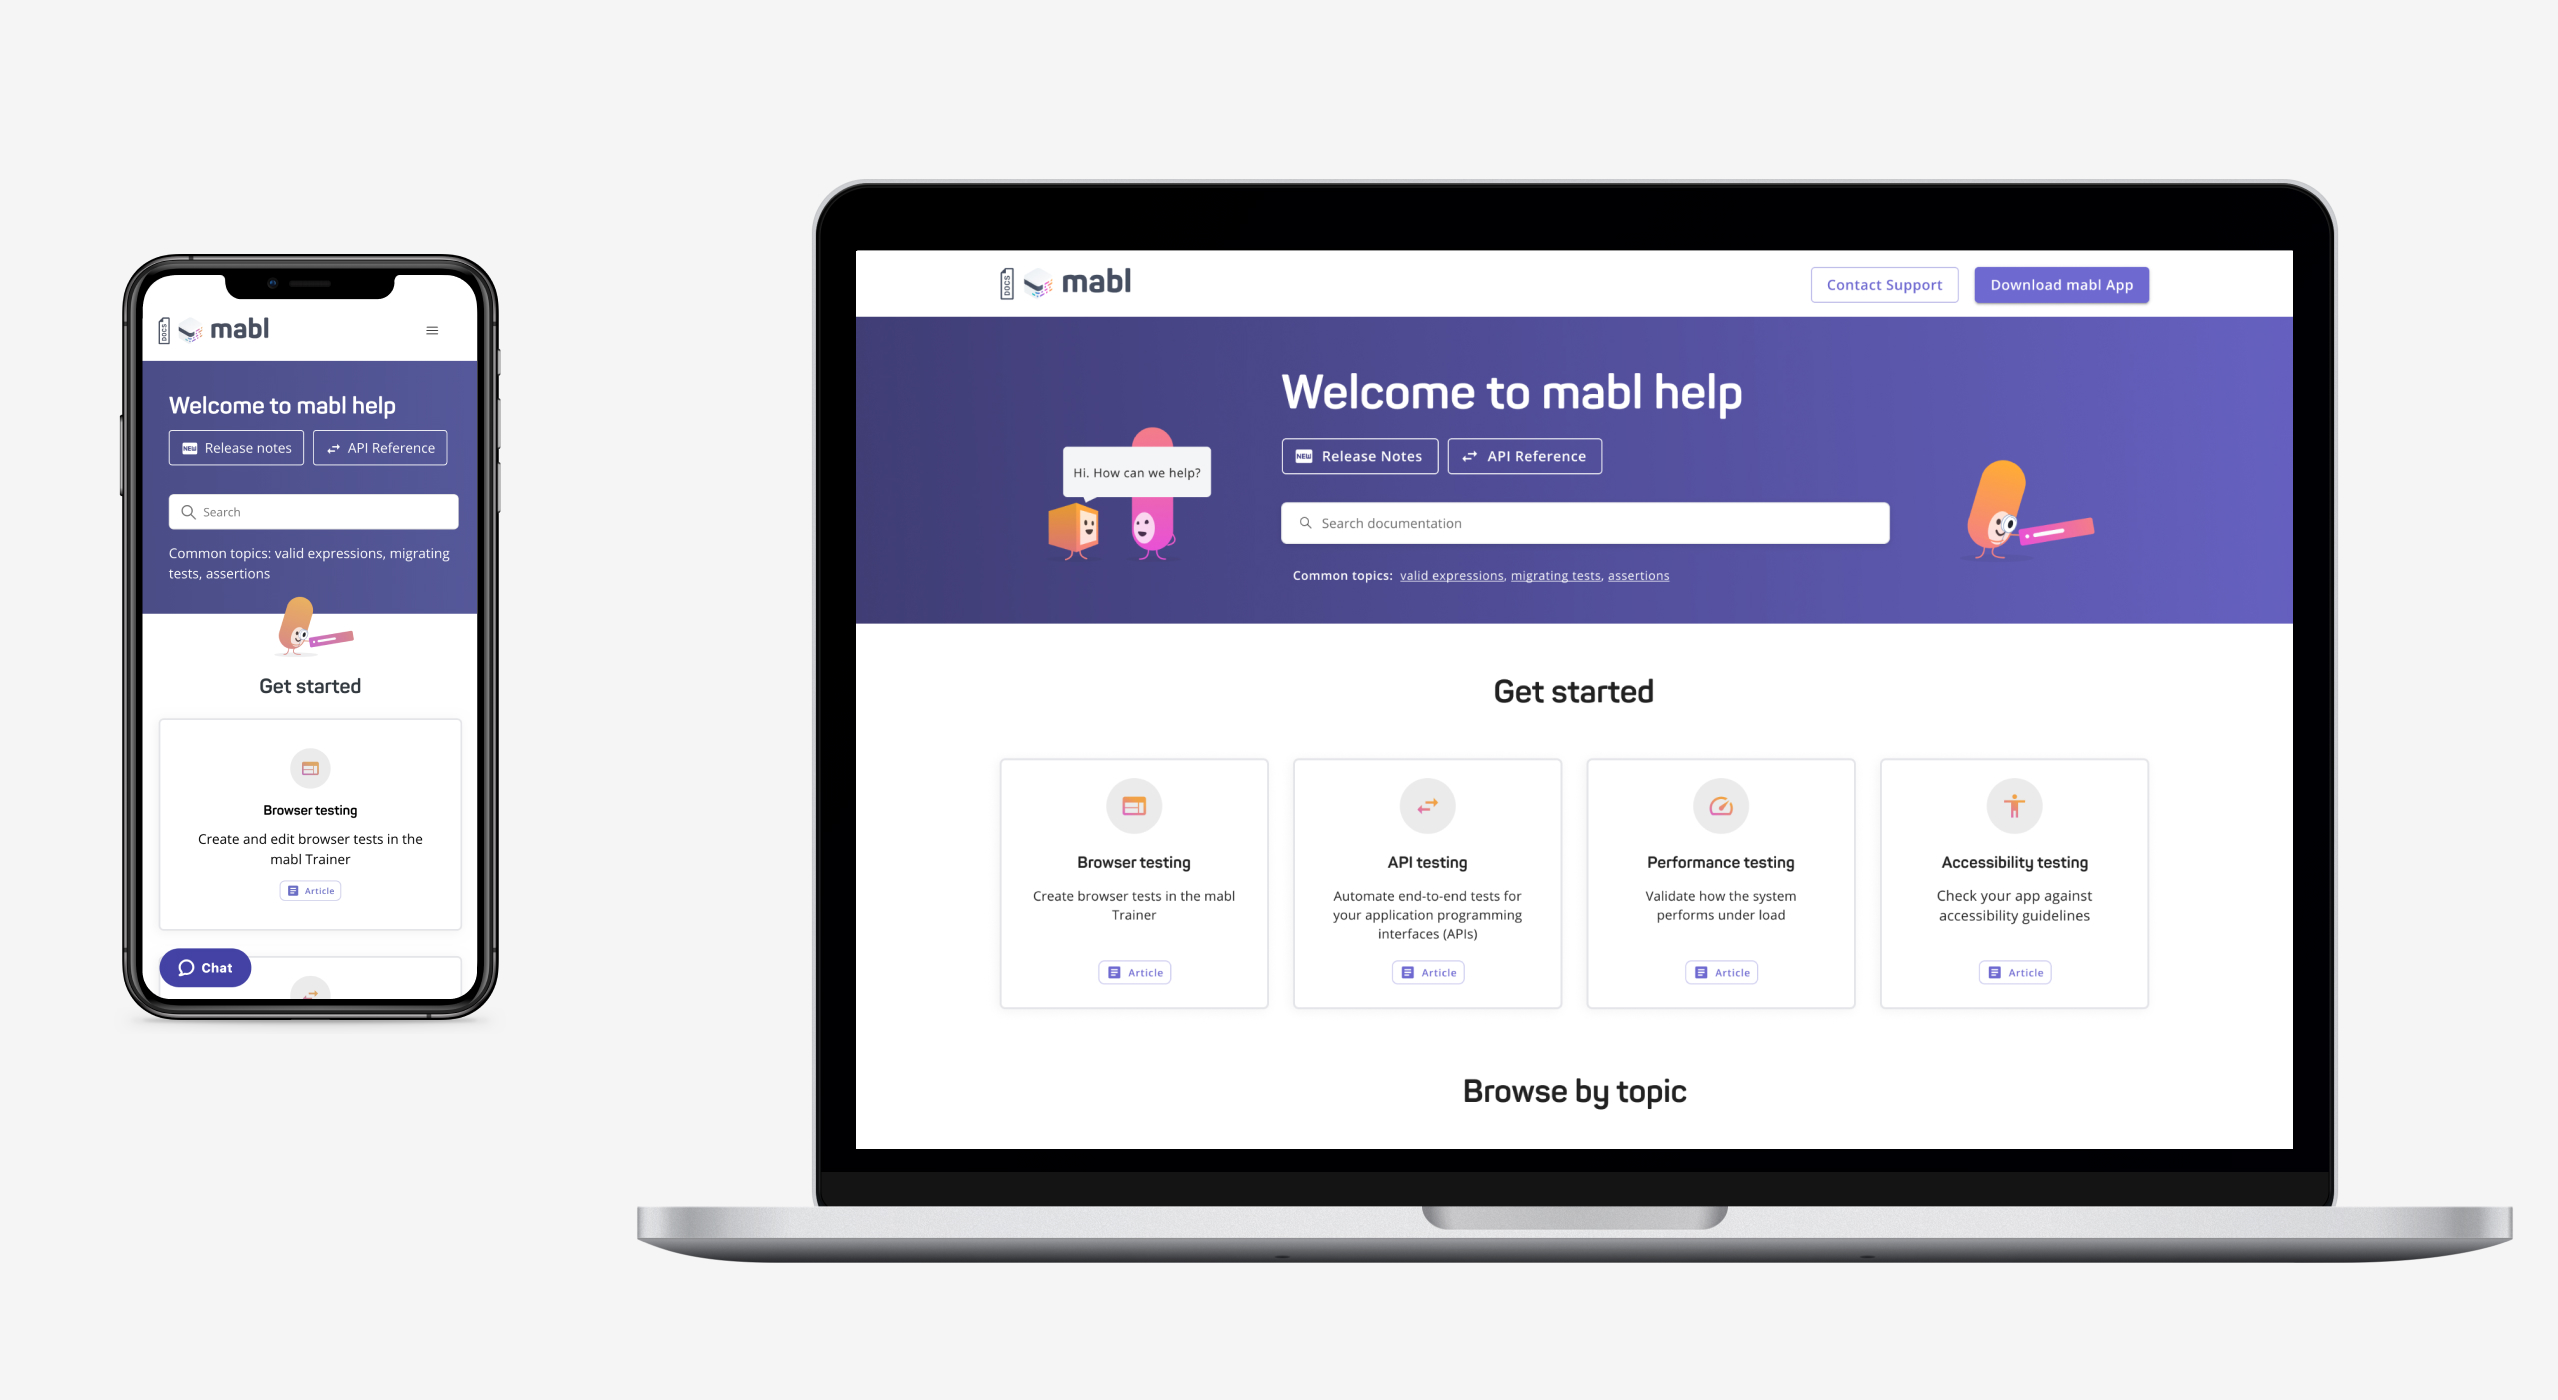 DOCS mabl
Welcome to mabl help
NEW Release notes
API Reference
Search
Common topics: valid expressions, migrating
tests, assertions
Get started
Browser testing
Create and edit browser tests in the
mabl Trainer
Article
Chat
DOCS mabl
Contact Support
Download mabl App
Welcome to mabl help
NEW Release Notes
API Reference
Hi. How can we help?
Search documentation
Common topics: valid expressions, migrating tests, assertions
Get started
Browser testing
Create browser tests in the mabl
Trainer
Article
API testing
Automate end-to-end tests for
your application programming
interfaces (APIs)
Article
Performance testing
Validate how the system
performs under load
Article
Accessibility testing
Check your app against
accessibility guidelines
Article
Browse by topic